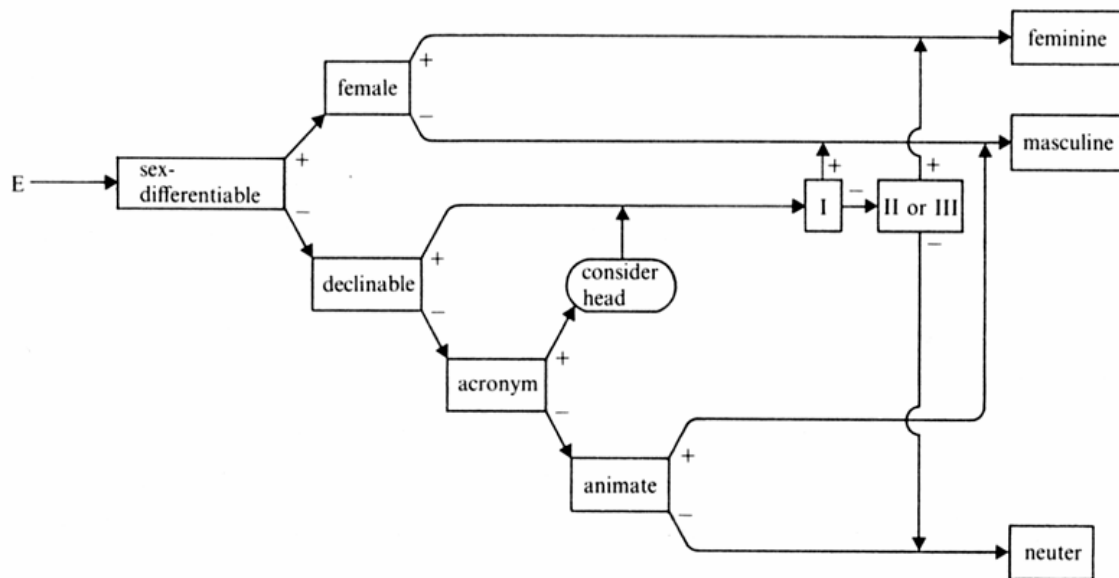 feminine
+
female
−
masculine
E
sex-
differentiable
+
−
+
I
−
+
II or III
−
declinable
+
−
consider
head
acronym
+
−
animate
+
−
neuter